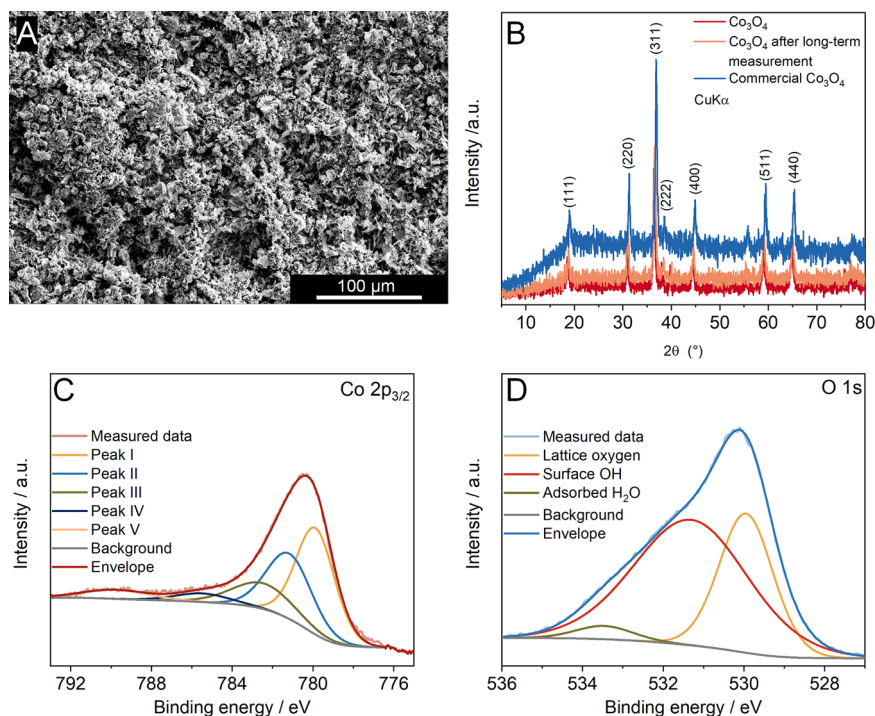 A
100 µm
B
Co₃O₄
Co₃O₄ after long-term
measurement
Commercial Co₃O₄
CuKα
(111)
(220)
(311)
(222)
(400)
(511)
(440)
Intensity /a.u.
10 20 30 40 50 60 70 80
2θ (°)
C
Co 2p₃/₂
Measured data
Peak I
Peak II
Peak III
Peak IV
Peak V
Background
Envelope
Intensity / a.u.
792 788 784 780 776
Binding energy / eV
D
O 1s
Measured data
Lattice oxygen
Surface OH
Adsorbed H₂O
Background
Envelope
Intensity / a.u.
536 534 532 530 528
Binding energy / eV